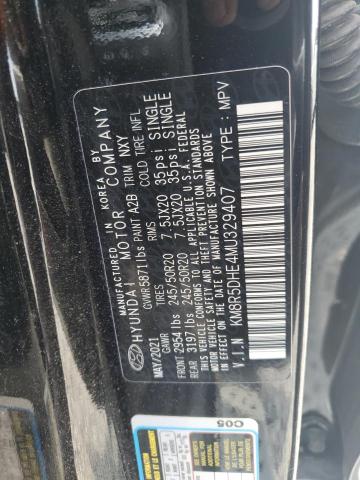 MANUFACTURED IN KOREA BY
HYUNDAI MOTOR COMPANY
GVWR 5871lbs PAINT A2B TRIM NXY
MAY/2021 GAWR TIRES RIMS COLD TIRE INFL.
FRONT 2954 lbs 245/50R20 7.5JX20 35psi SINGLE
REAR 3197 lbs 245/50R20 7.5JX20 35psi SINGLE
THIS VEHICLE CONFORMS TO ALL APPLICABLE U.S.A. FEDERAL
MOTOR VEHICLE SAFETY AND THEFT PREVENTION STANDARDS
IN EFFECT ON THE DATE OF MANUFACTURE SHOWN ABOVE.
V.I.N KM8R5DHE4MU329407 TYPE : MPV
C05
INFORMATION